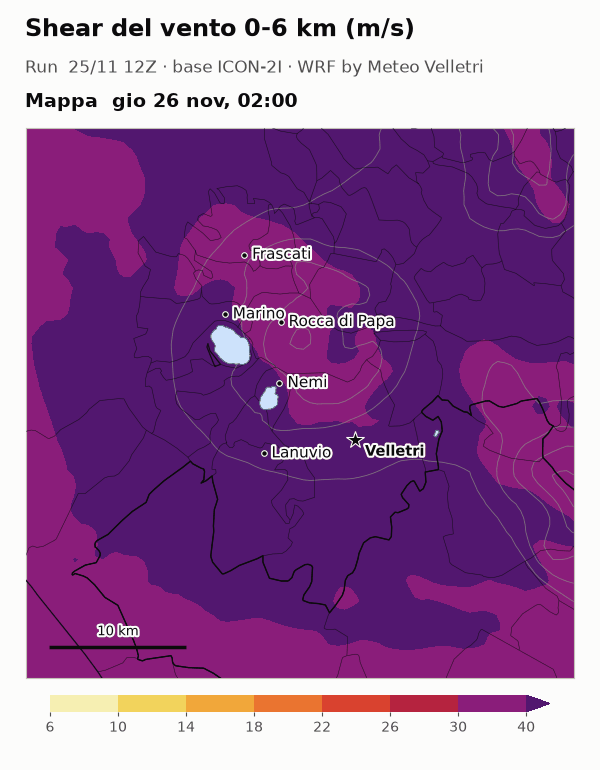 Shear del vento 0-6 km (m/s)
Run  25/11 12Z · base ICON-2I · WRF by Meteo Velletri
Mappa  gio 26 nov, 02:00
Frascati
Marino
Rocca di Papa
Nemi
Velletri
Lanuvio
10 km
6 10 14 18 22 26 30 40